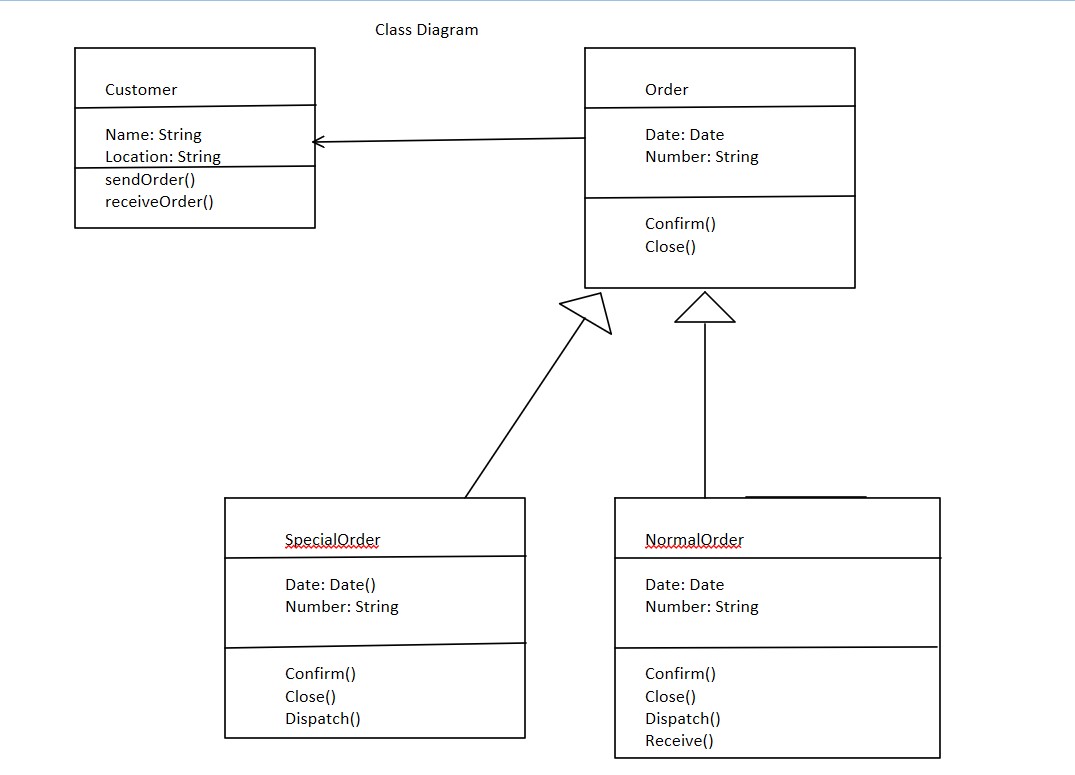 Class Diagram
Customer
Name: String
Location: String
sendOrder()
receiveOrder()
Order
Date: Date
Number: String
Confirm()
Close()
SpecialOrder
Date: Date()
Number: String
Confirm()
Close()
Dispatch()
NormalOrder
Date: Date
Number: String
Confirm()
Close()
Dispatch()
Receive()